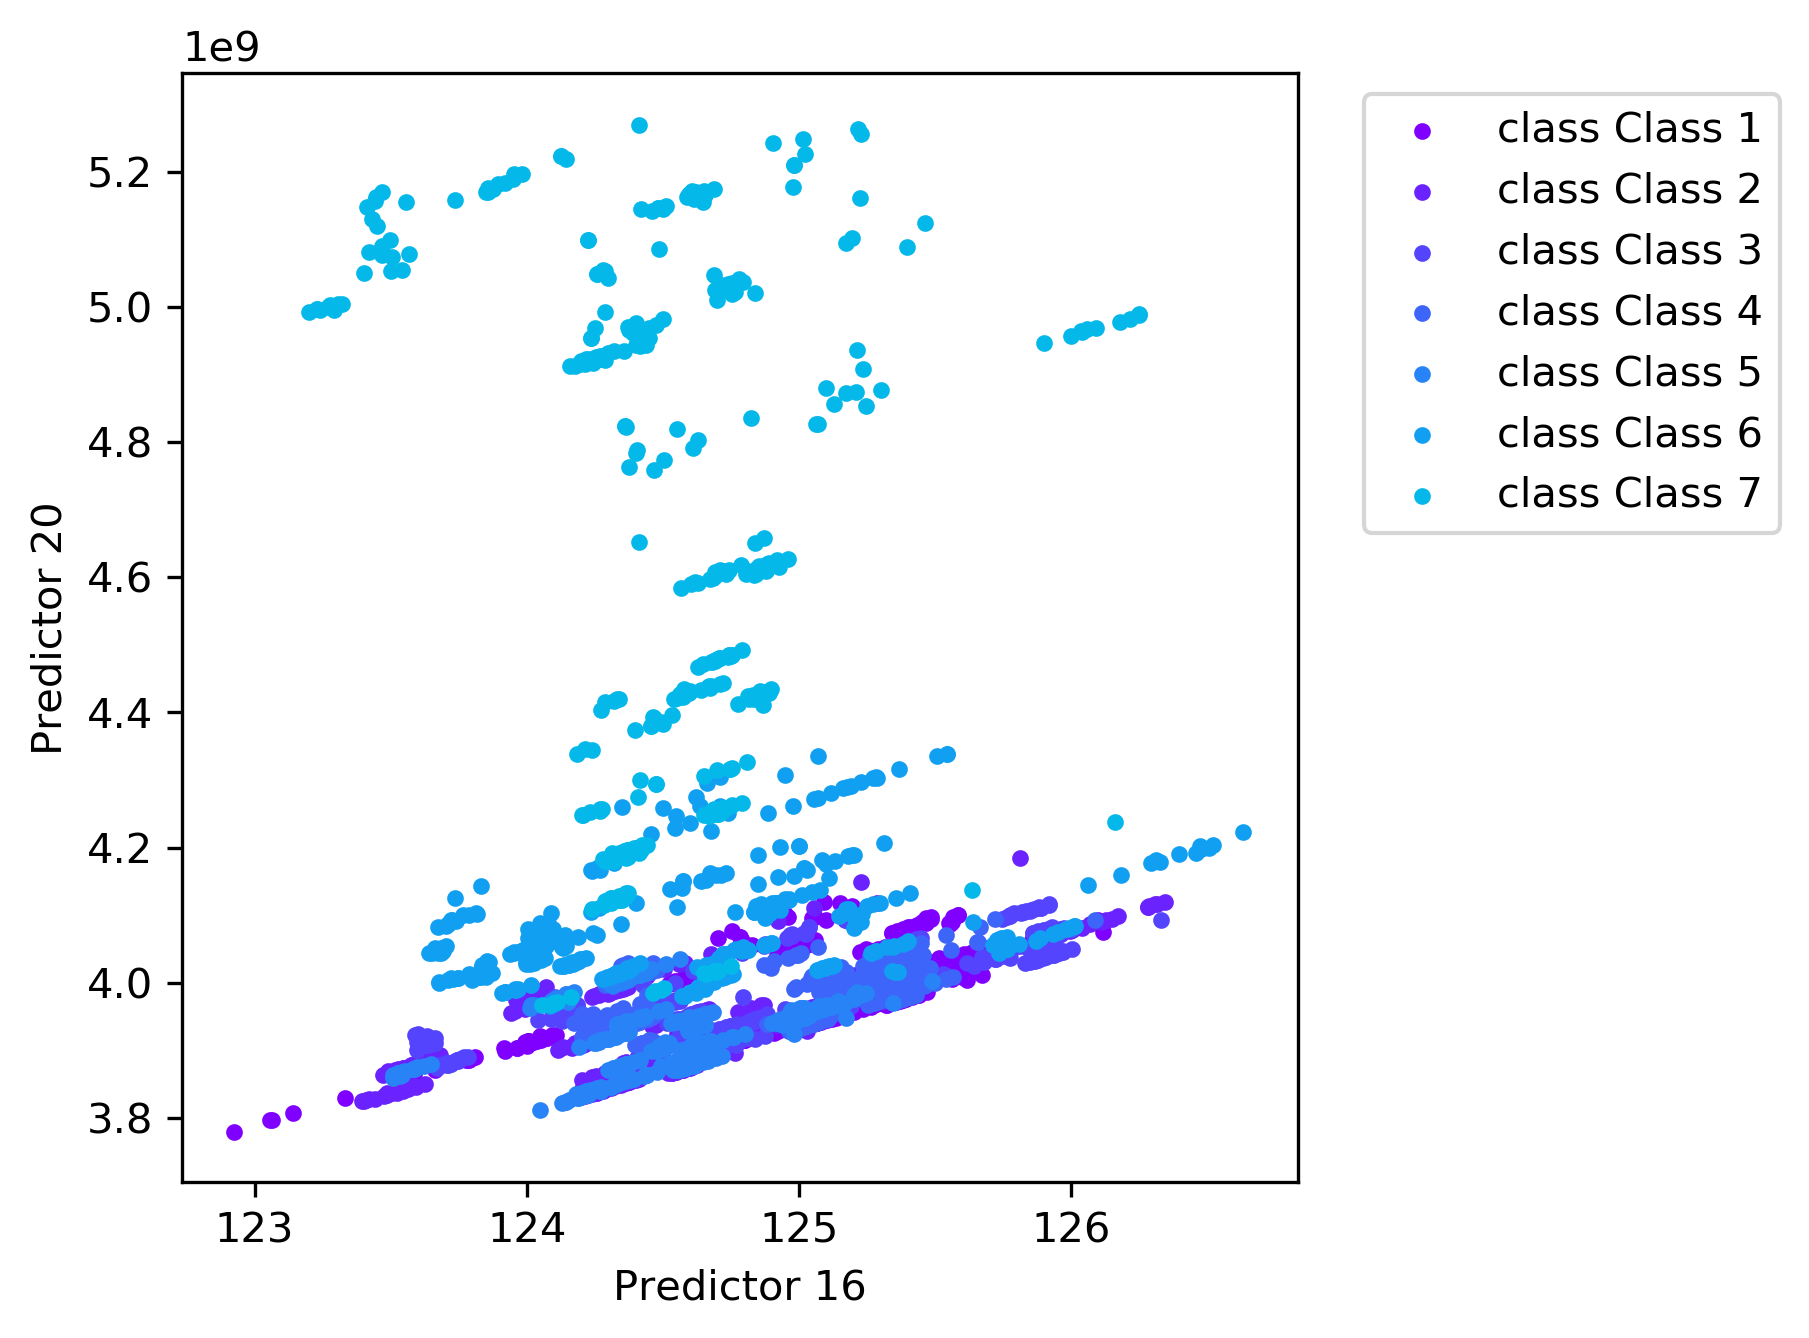 1e9
5.2
5.0
4.8
4.6
4.4
4.2
4.0
3.8
Predictor 20
123 124 125 126
Predictor 16
class Class 1
class Class 2
class Class 3
class Class 4
class Class 5
class Class 6
class Class 7